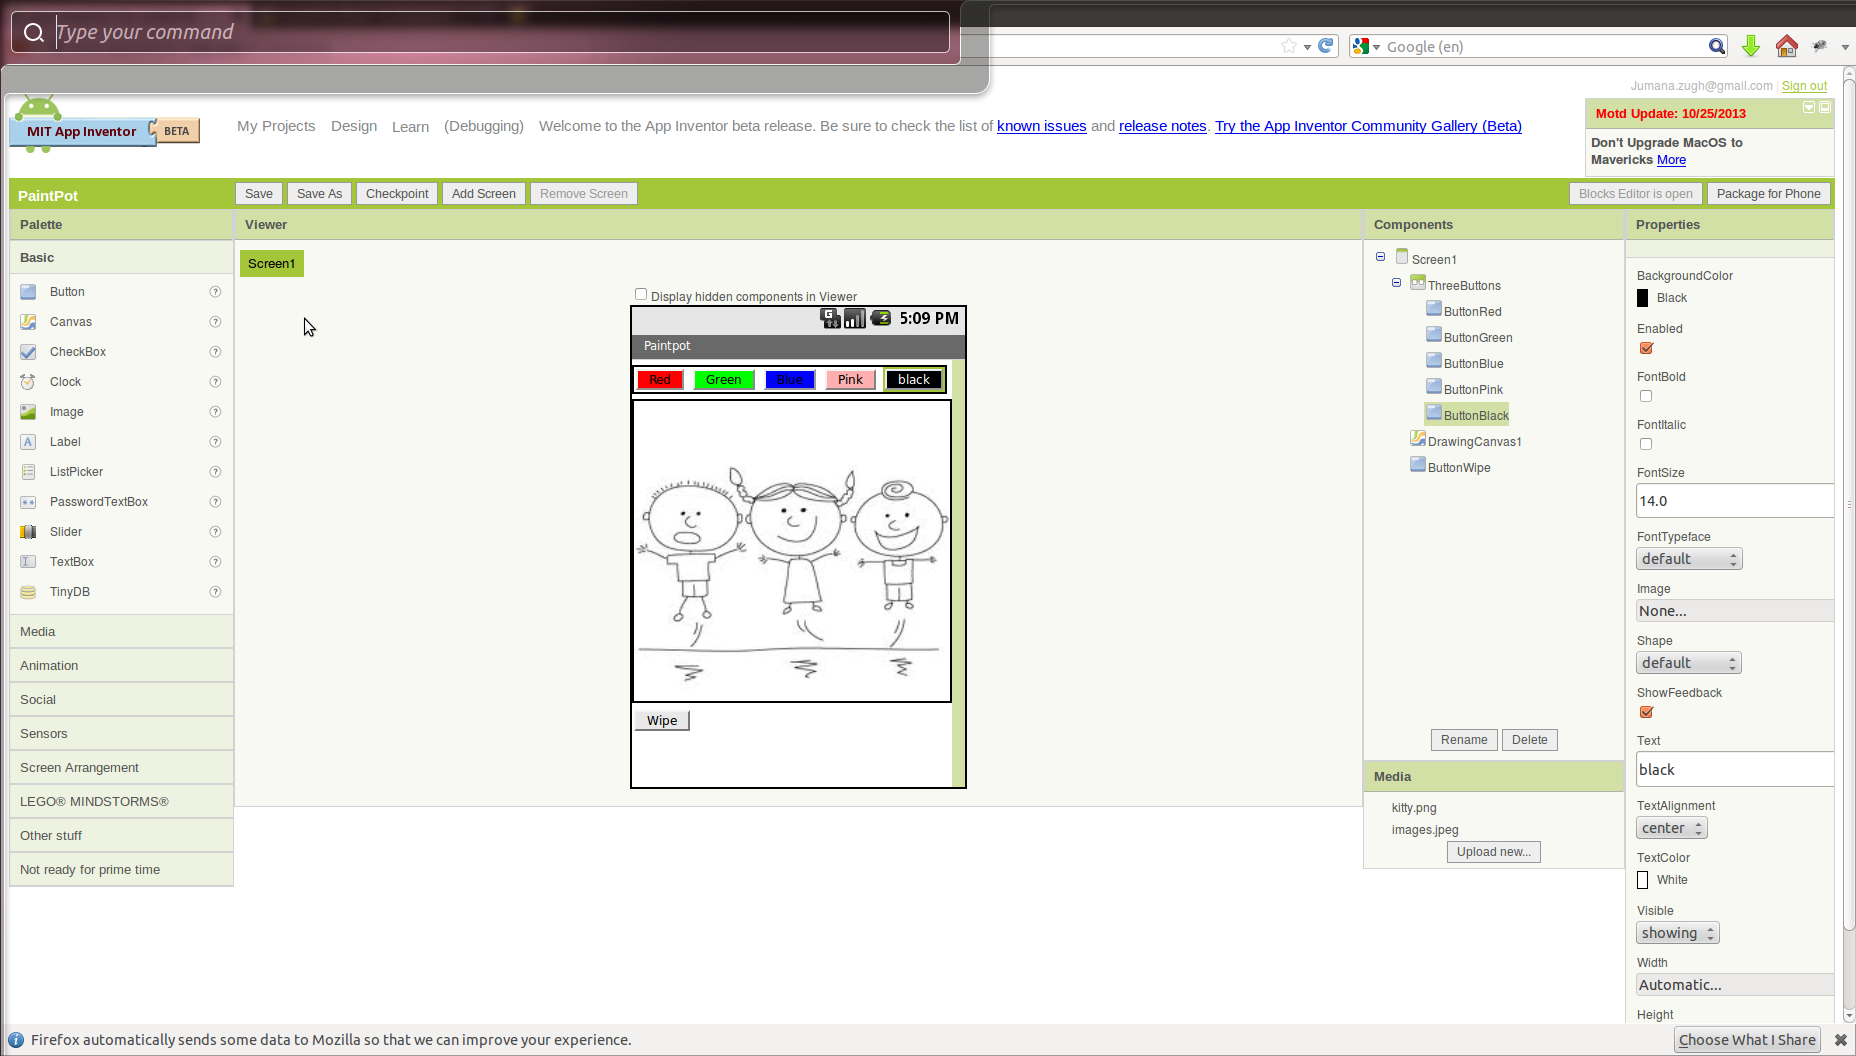 Type your command
Google (en)
Jumana.zugh@gmail.com | Sign out
MIT App Inventor BETA
My Projects Design Learn (Debugging) Welcome to the App Inventor beta release. Be sure to check the list of known issues and release notes. Try the App Inventor Community Gallery (Beta)
Motd Update: 10/25/2013
Don't Upgrade MacOS to
Mavericks More
PaintPot
Save Save As Checkpoint Add Screen Remove Screen Blocks Editor is open Package for Phone
Palette
Basic
Button ?
Canvas ?
CheckBox ?
Clock ?
Image ?
Label ?
ListPicker ?
PasswordTextBox ?
Slider ?
TextBox ?
TinyDB ?
Media
Animation
Social
Sensors
Screen Arrangement
LEGO® MINDSTORMS®
Other stuff
Not ready for prime time
Viewer
Screen1
Display hidden components in Viewer
5:09 PM
Paintpot
Red Green Blue Pink black
Wipe
Components
Screen1
ThreeButtons
ButtonRed
ButtonGreen
ButtonBlue
ButtonPink
ButtonBlack
DrawingCanvas1
ButtonWipe
Rename Delete
Media
kitty.png
images.jpeg
Upload new...
Properties
BackgroundColor
Black
Enabled
FontBold
FontItalic
FontSize
14.0
FontTypeface
default
Image
None...
Shape
default
ShowFeedback
Text
black
TextAlignment
center
TextColor
White
Visible
showing
Width
Automatic...
Height
Firefox automatically sends some data to Mozilla so that we can improve your experience.
Choose What I Share